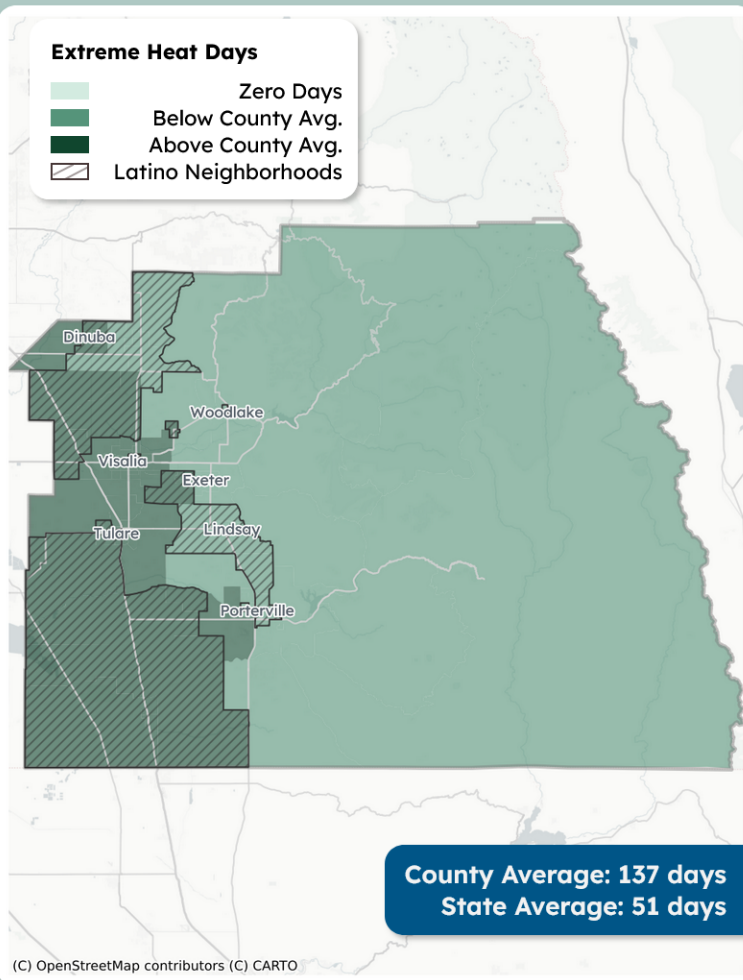 Extreme Heat Days
Zero Days
Below County Avg.
Above County Avg.
Latino Neighborhoods
Dinuba
Woodlake
Visalia
Exeter
Tulare
Lindsay
Porterville
County Average: 137 days
State Average: 51 days
(C) OpenStreetMap contributors (C) CARTO